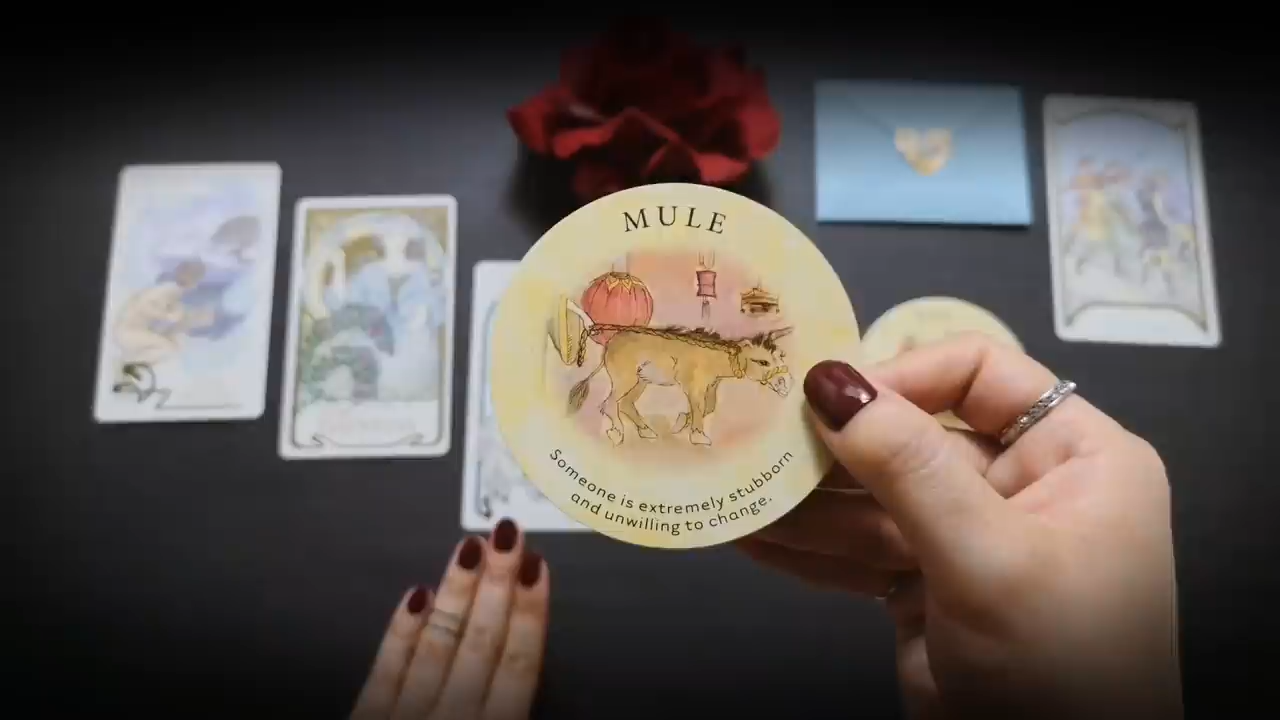 MULE
Someone is extremely stubborn
and unwilling to change.